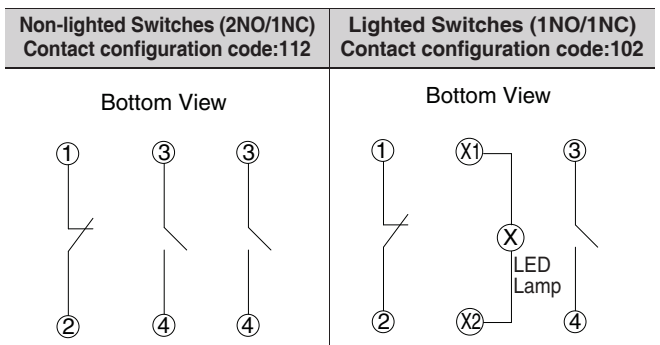 Non-lighted Switches (2NO/1NC)
Contact configuration code:112
Lighted Switches (1NO/1NC)
Contact configuration code:102
Bottom View
1 3 3
2 4 4
Bottom View
1 X1 3
X
LED
Lamp
2 X2 4